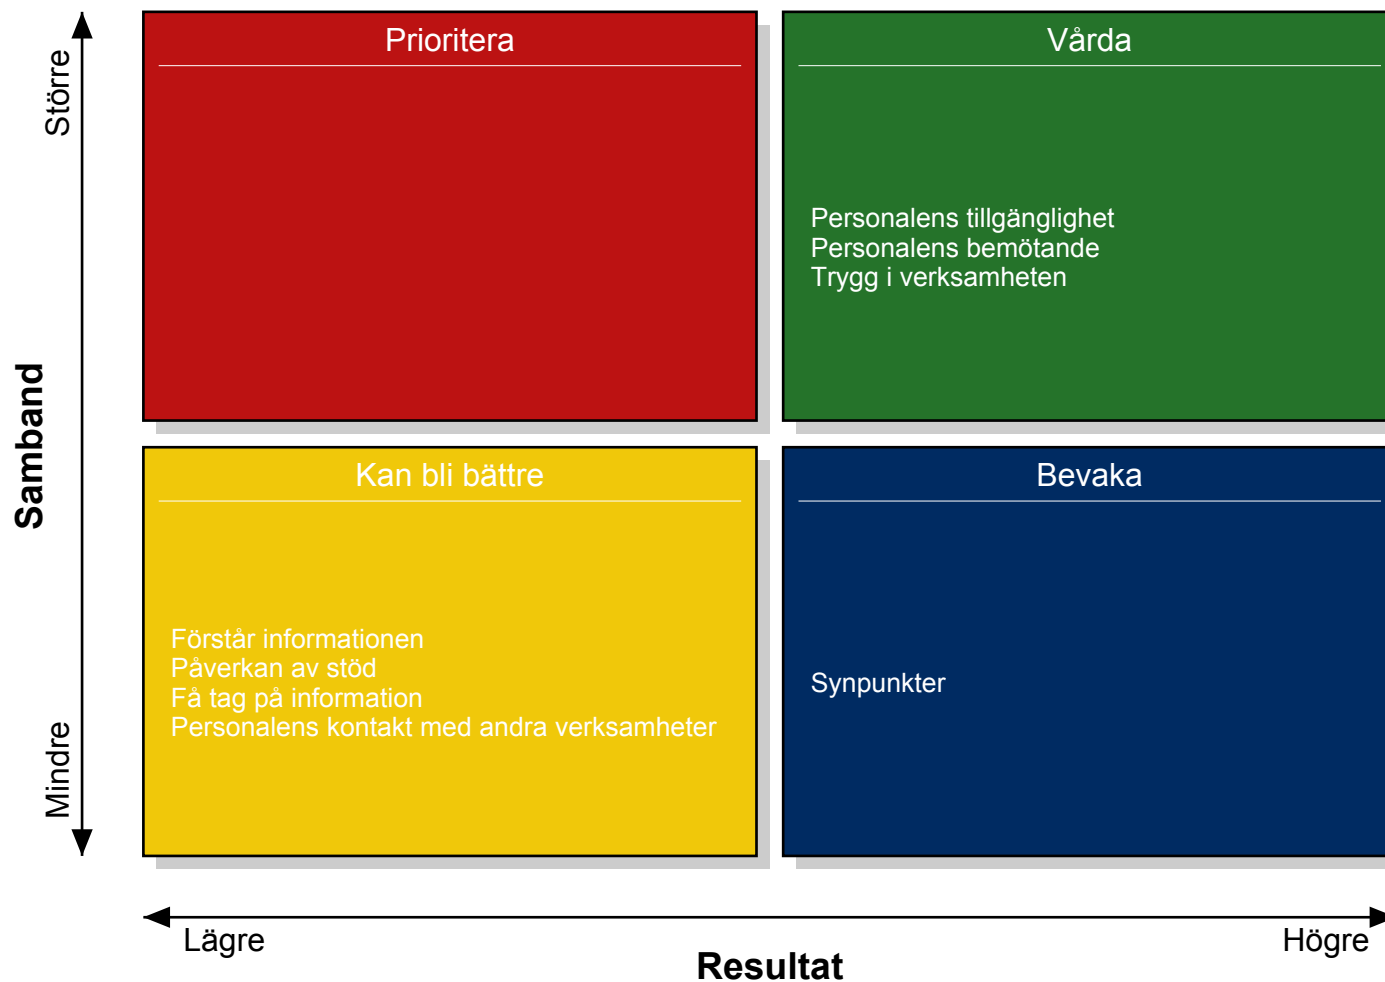 Prioritera
Vårda
Större
Personalens tillgänglighet
Personalens bemötande
Trygg i verksamheten
Samband
Kan bli bättre
Bevaka
Förstår informationen
Påverkan av stöd
Få tag på information
Personalens kontakt med andra verksamheter
Synpunkter
Mindre
Lägre
Högre
Resultat